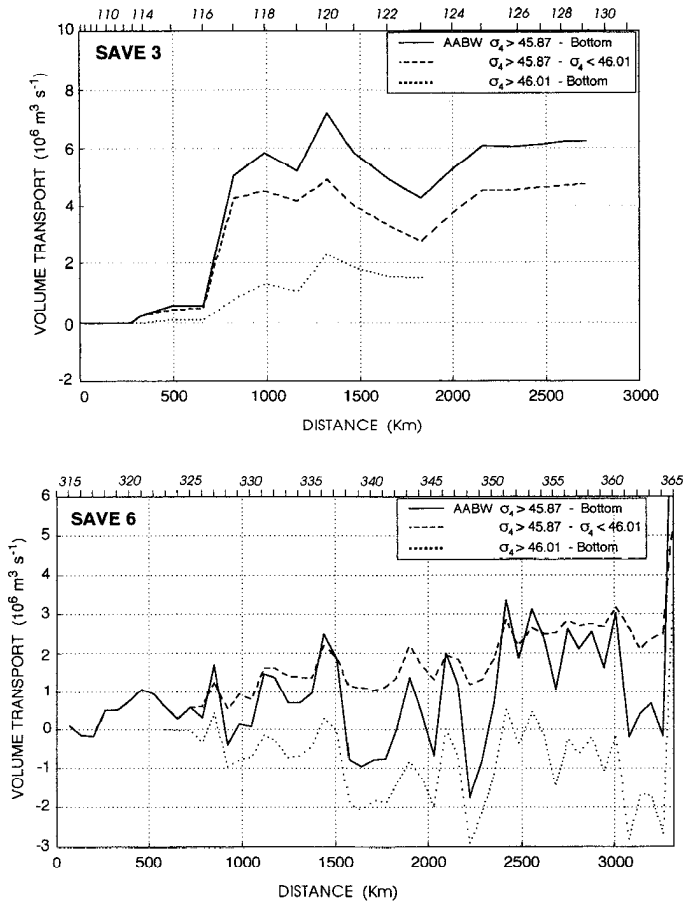 110 114 116 118 120 122 124 126 128 130
10
8
6
4
2
0
-2
SAVE 3
AABW σ₄ > 45.87 - Bottom
σ₄ > 45.87 - σ₄ < 46.01
σ₄ > 46.01 - Bottom
VOLUME TRANSPORT (10⁶ m³ s⁻¹)
0 500 1000 1500 2000 2500 3000
DISTANCE (Km)
315 320 325 330 335 340 345 350 355 360 365
6
5
4
3
2
1
0
-1
-2
-3
SAVE 6
AABW σ₄ > 45.87 - Bottom
σ₄ > 45.87 - σ₄ < 46.01
σ₄ > 46.01 - Bottom
VOLUME TRANSPORT (10⁶ m³ s⁻¹)
0 500 1000 1500 2000 2500 3000
DISTANCE (Km)